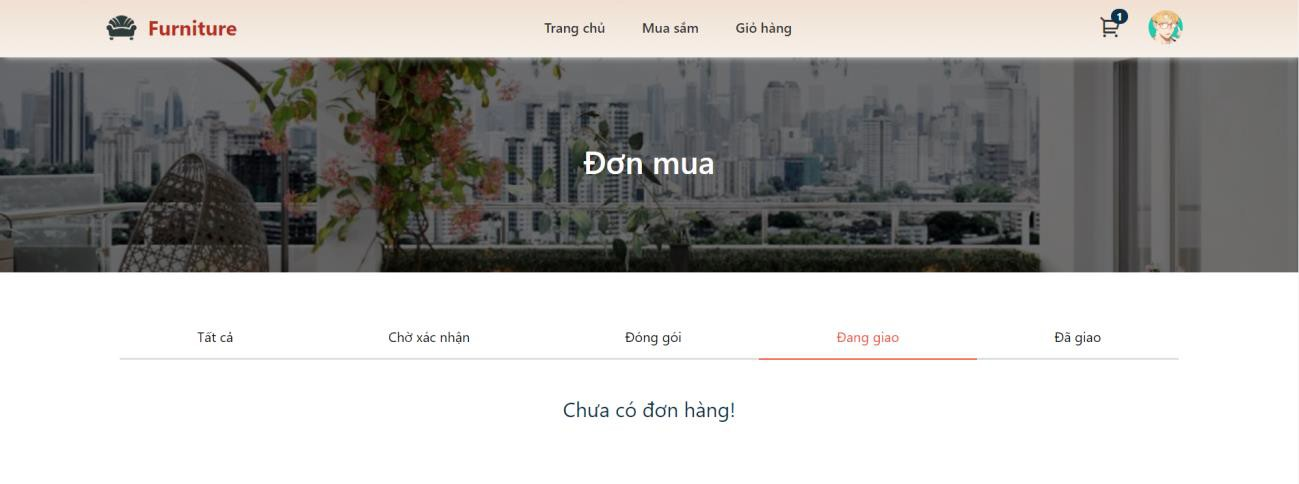 Furniture
Trang chủ
Mua sắm
Giỏ hàng
1
Đơn mua
Tất cả
Chờ xác nhận
Đóng gói
Đang giao
Đã giao
Chưa có đơn hàng!